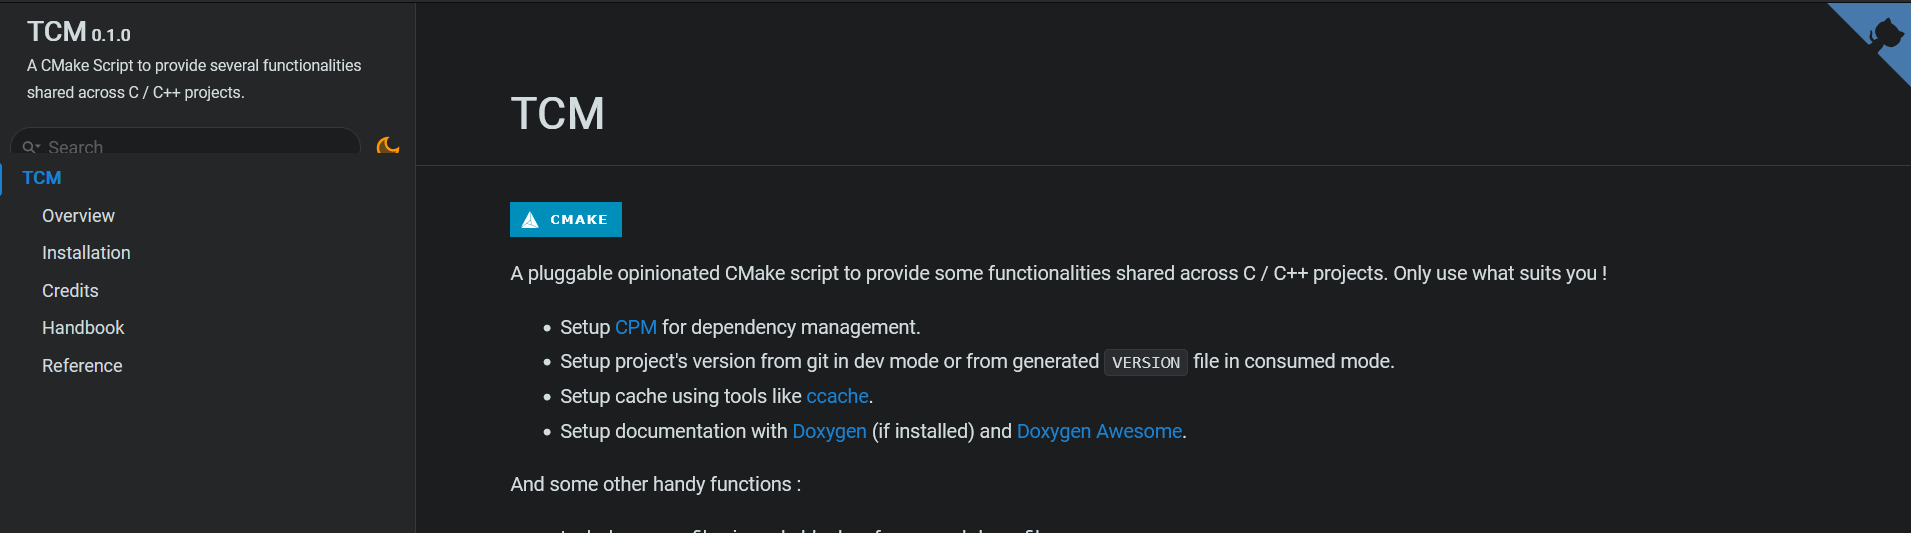 TCM 0.1.0
A CMake Script to provide several functionalities
shared across C / C++ projects.
Search
TCM
Overview
Installation
Credits
Handbook
Reference
TCM
CMAKE
A pluggable opinionated CMake script to provide some functionalities shared across C / C++ projects. Only use what suits you !
Setup CPM for dependency management.
Setup project's version from git in dev mode or from generated VERSION file in consumed mode.
Setup cache using tools like ccache.
Setup documentation with Doxygen (if installed) and Doxygen Awesome.
And some other handy functions :